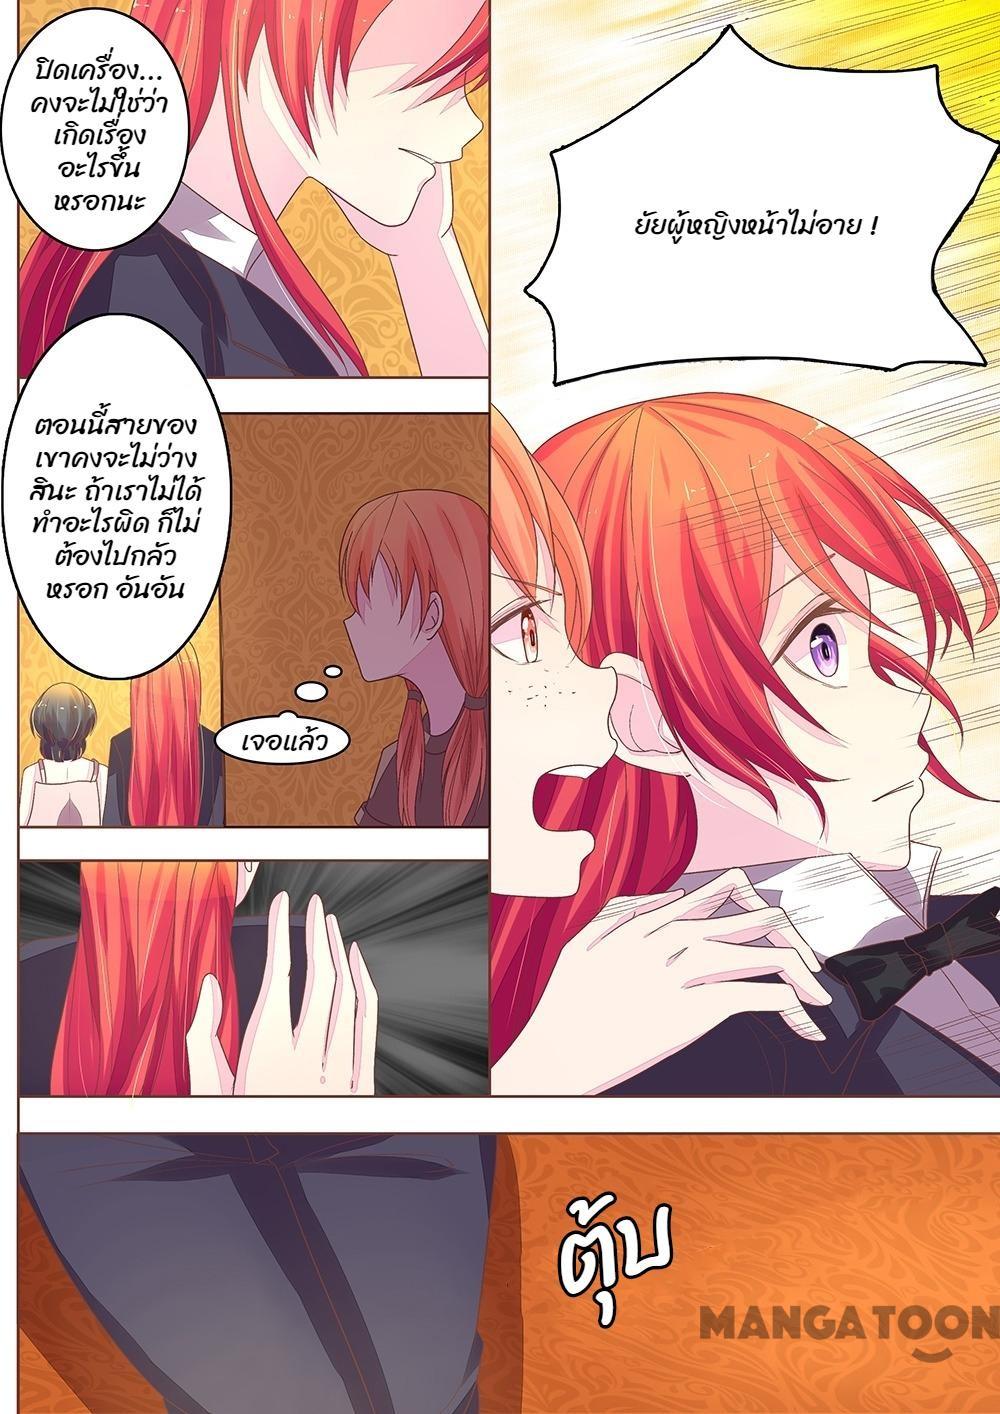 ปิดเครื่อง...
คงจะไม่ใช่ว่า
เกิดเรื่อง
อะไรขึ้น
หรอกนะ
ตอนนี้สายของ
เขาคงจะไม่ว่าง
สินะ ถ้าเราไม่ได้
ทำอะไรผิด ก็ไม่
ต้องไปกลัว
หรอก อันอัน
เจอแล้ว
ยัยผู้หญิงหน้าไม่อาย !
ตุ้บ
MANGATOON